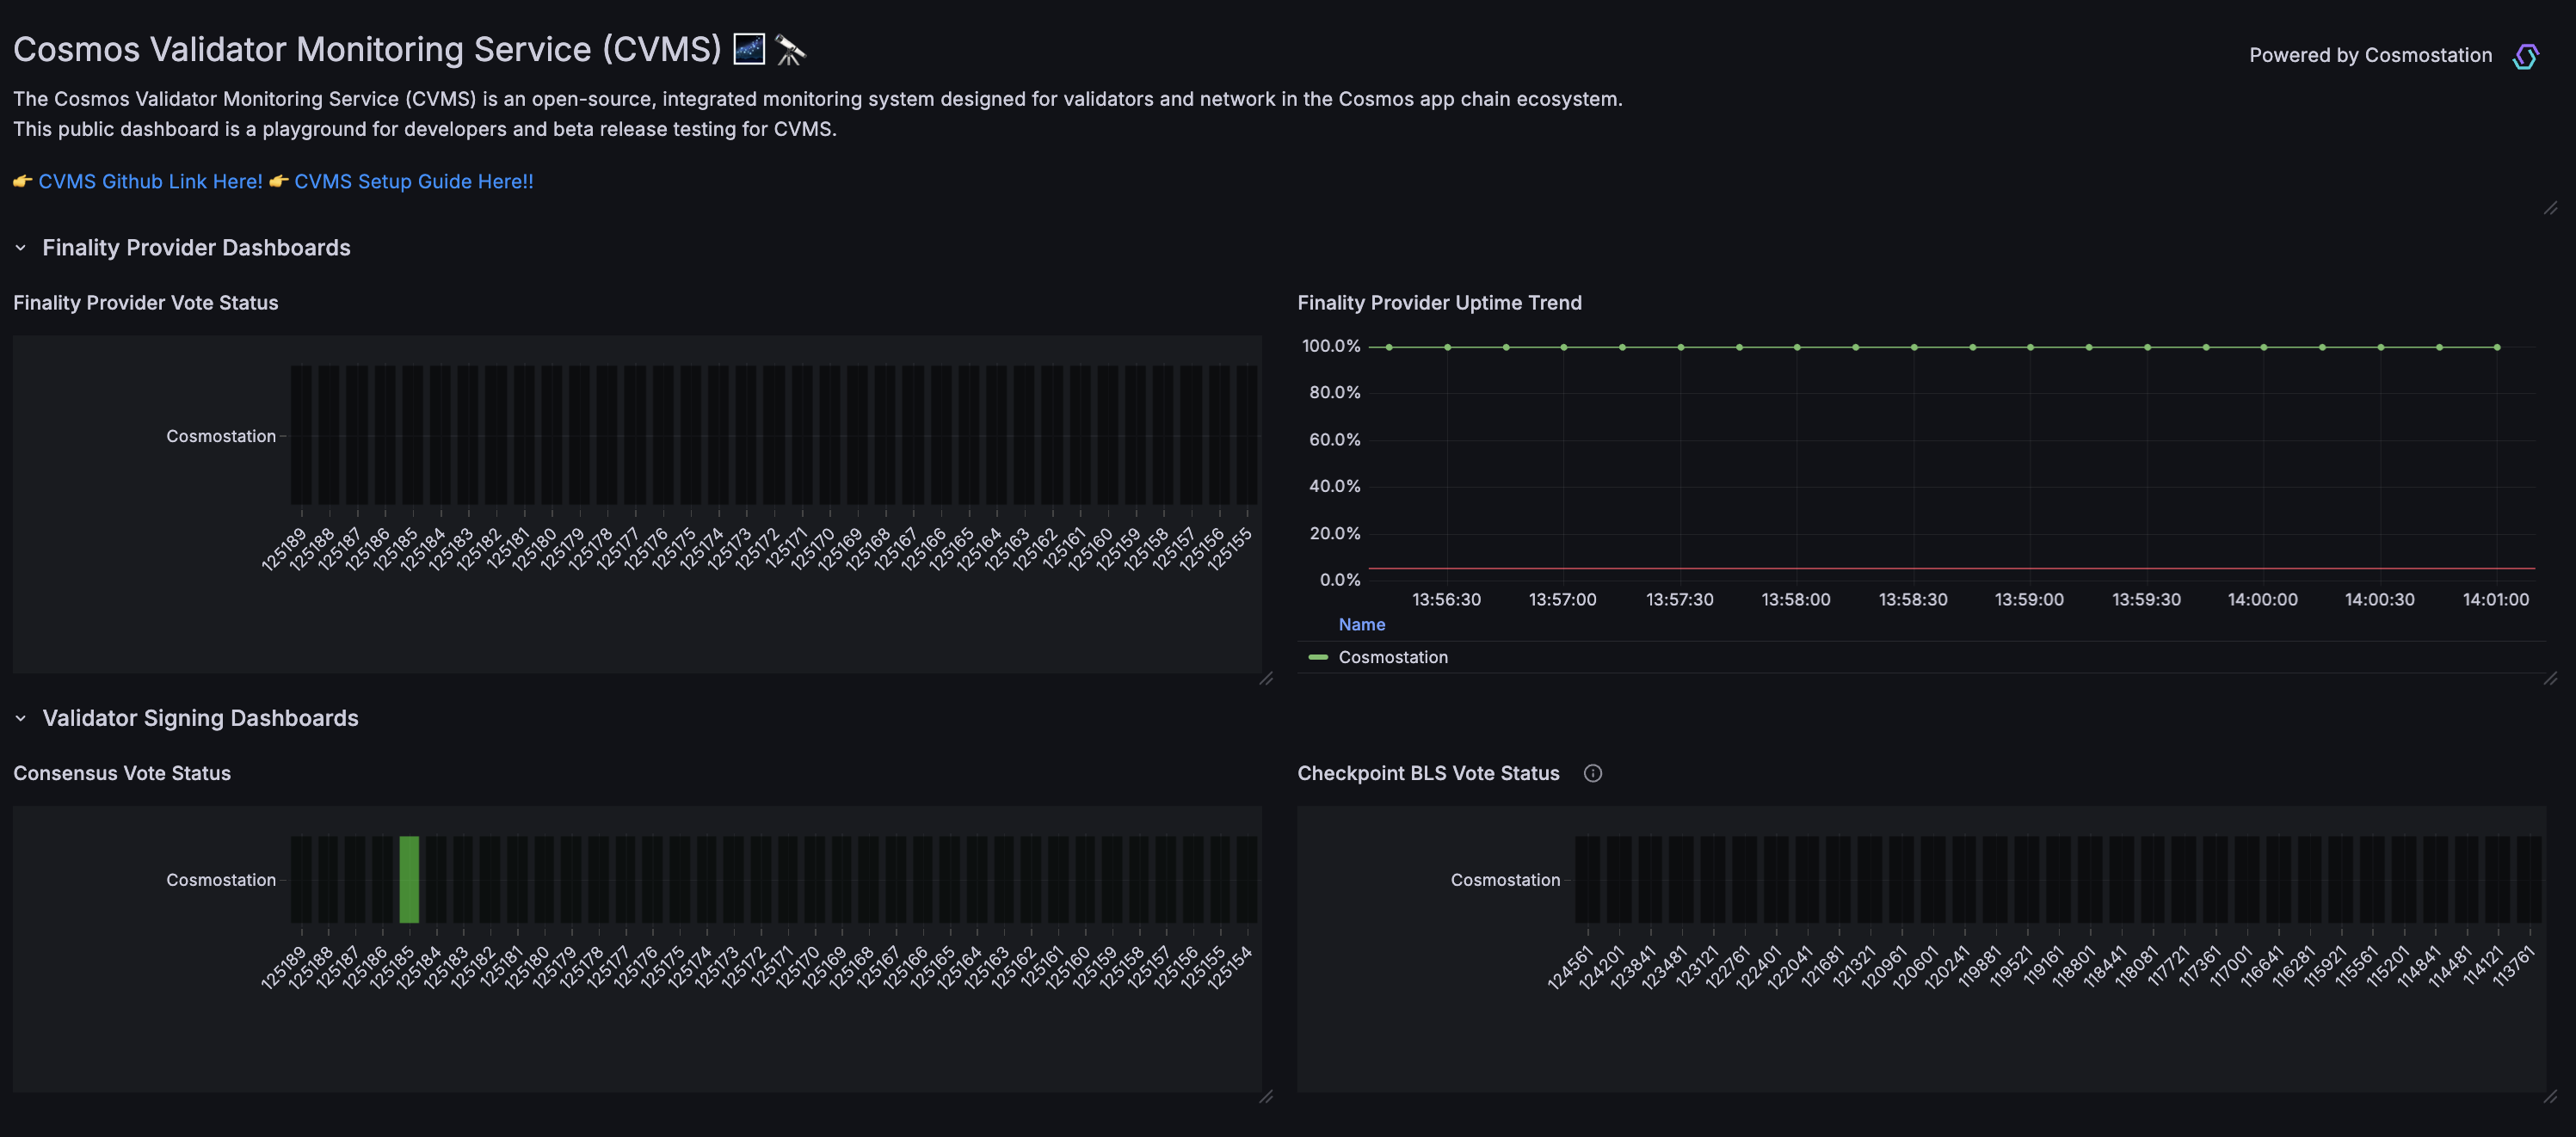 Cosmos Validator Monitoring Service (CVMS)
Powered by Cosmostation
The Cosmos Validator Monitoring Service (CVMS) is an open-source, integrated monitoring system designed for validators and network in the Cosmos app chain ecosystem.
This public dashboard is a playground for developers and beta release testing for CVMS.
👉 CVMS Github Link Here! 👉 CVMS Setup Guide Here!!
Finality Provider Dashboards
Finality Provider Vote Status
Cosmostation
125189 125188 125187 125186 125185 125184 125183 125182 125181 125180 125179 125178 125177 125176 125175 125174 125173 125172 125171 125170 125169 125168 125167 125166 125165 125164 125163 125162 125161 125160 125159 125158 125157 125156 125155
Finality Provider Uptime Trend
100.0%
80.0%
60.0%
40.0%
20.0%
0.0%
13:56:30 13:57:00 13:57:30 13:58:00 13:58:30 13:59:00 13:59:30 14:00:00 14:00:30 14:01:00
Name
Cosmostation
Validator Signing Dashboards
Consensus Vote Status
Cosmostation
125189 125188 125187 125186 125185 125184 125183 125182 125181 125180 125179 125178 125177 125176 125175 125174 125173 125172 125171 125170 125169 125168 125167 125166 125165 125164 125163 125162 125161 125160 125159 125158 125157 125156 125155 125154
Checkpoint BLS Vote Status
Cosmostation
124561 124201 123841 123481 123121 122761 122401 122041 121681 121321 120961 120601 120241 119881 119521 119161 118801 118441 118081 117721 117361 117001 116641 116281 115921 115561 115201 114841 114481 114121 113761